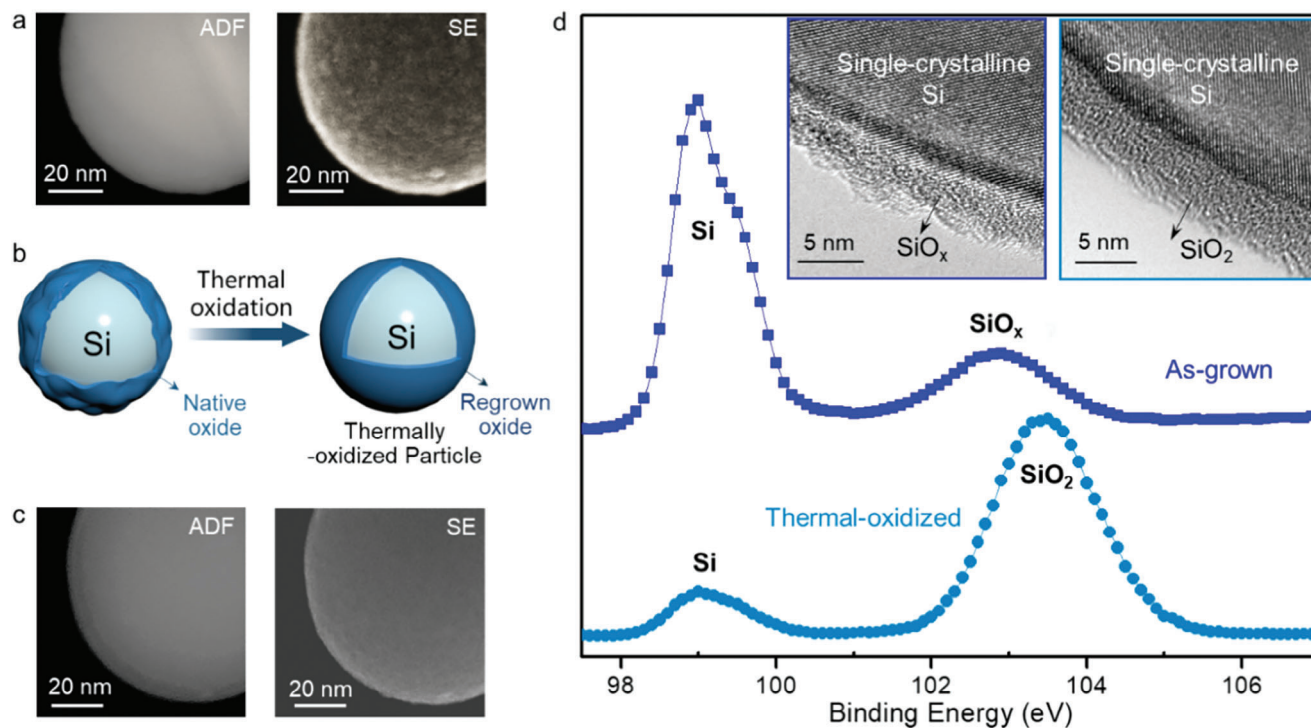 a
ADF
20 nm
SE
20 nm
b
Si
Thermal
oxidation
Si
Native
oxide
Regrown
oxide
Thermally
-oxidized Particle
c
ADF
20 nm
SE
20 nm
d
Single-crystalline
Si
SiOₓ
5 nm
Single-crystalline
Si
SiO₂
5 nm
Si
SiOₓ
As-grown
SiO₂
Thermal-oxidized
Si
98 100 102 104 106
Binding Energy (eV)